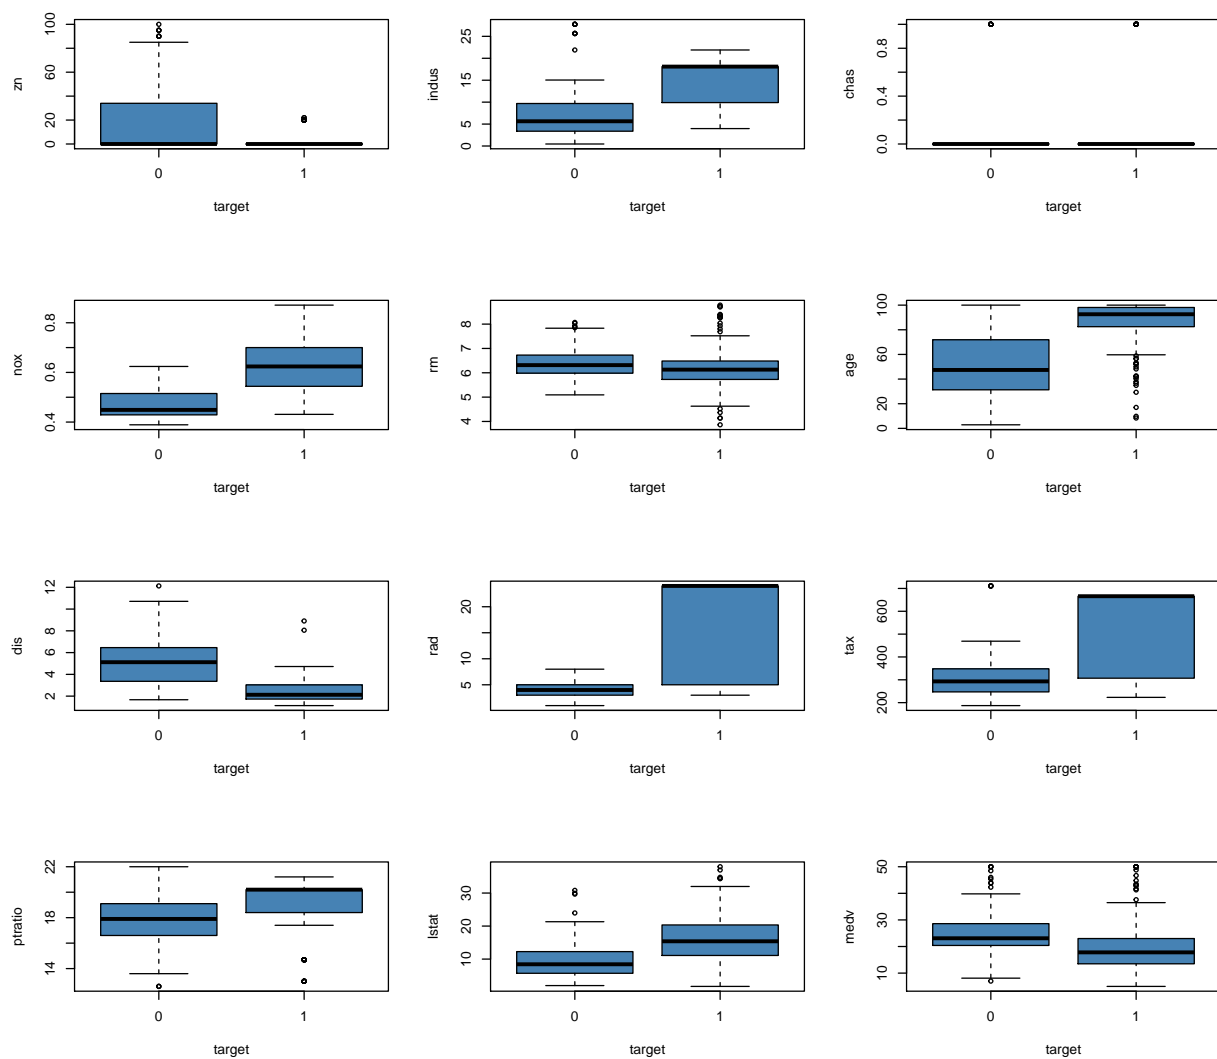 zn
0 20 60 100
0 1
target
indus
0 5 15 25
0 1
target
chas
0.0 0.4 0.8
0 1
target
nox
0.4 0.6 0.8
0 1
target
rm
4 5 6 7 8
0 1
target
age
0 20 60 100
0 1
target
dis
2 4 6 8 12
0 1
target
rad
5 10 20
0 1
target
tax
200 300 400 600
0 1
target
ptratio
14 18 22
0 1
target
lstat
10 20 30
0 1
target
medv
10 30 50
0 1
target